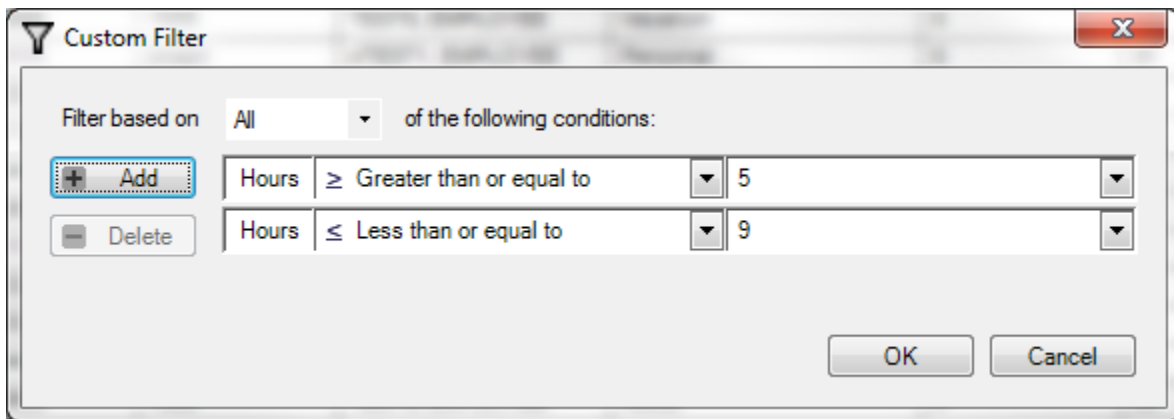 Custom Filter
Filter based on All of the following conditions:
Add Hours ≥ Greater than or equal to 5
Delete Hours ≤ Less than or equal to 9
OK Cancel